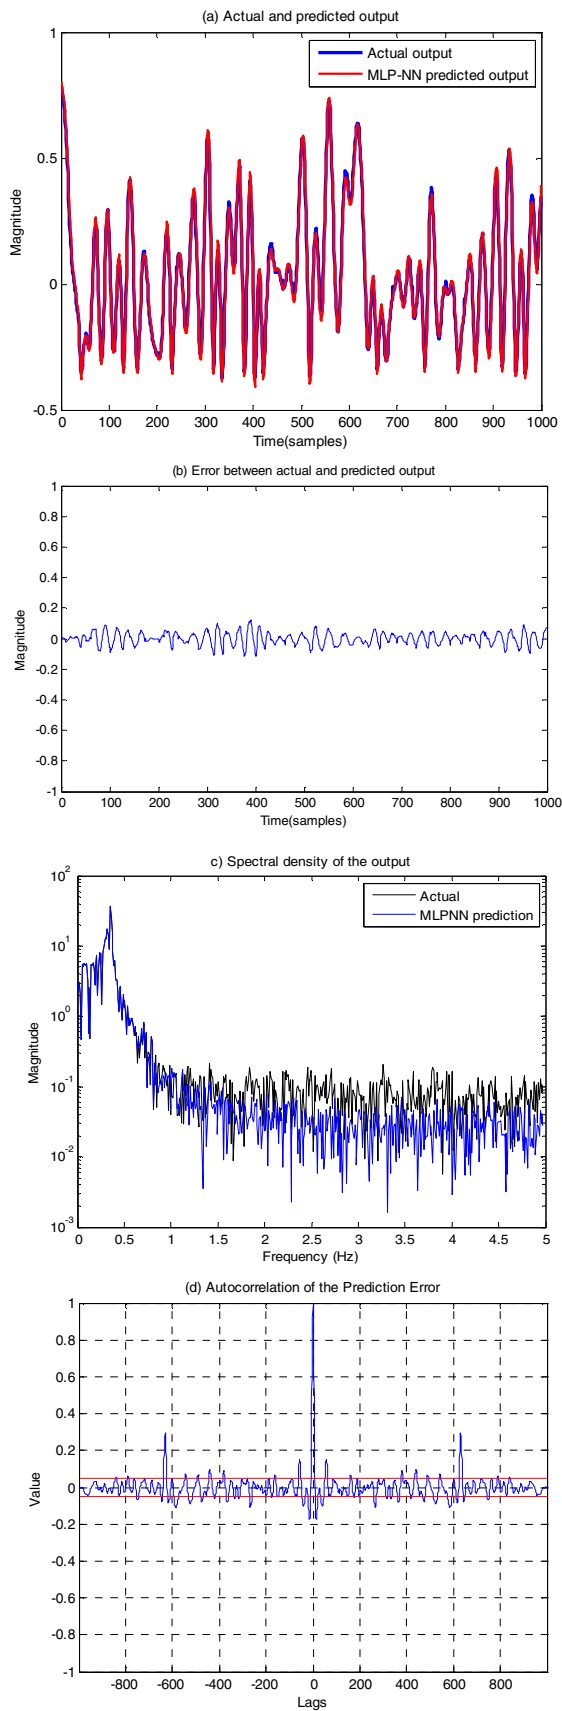 (a) Actual and predicted output
Actual output
MLP-NN predicted output
Magnitude
1
0.5
0
-0.5
0 100 200 300 400 500 600 700 800 900 1000
Time(samples)
(b) Error between actual and predicted output
Magnitude
1
0.8
0.6
0.4
0.2
0
-0.2
-0.4
-0.6
-0.8
-1
0 100 200 300 400 500 600 700 800 900 1000
Time(samples)
c) Spectral density of the output
Actual
MLPNN prediction
Magnitude
10^2
10^1
10^0
10^-1
10^-2
10^-3
0 0.5 1 1.5 2 2.5 3 3.5 4 4.5 5
Frequency (Hz)
(d) Autocorrelation of the Prediction Error
Value
1
0.8
0.6
0.4
0.2
0
-0.2
-0.4
-0.6
-0.8
-1
-800 -600 -400 -200 0 200 400 600 800
Lags